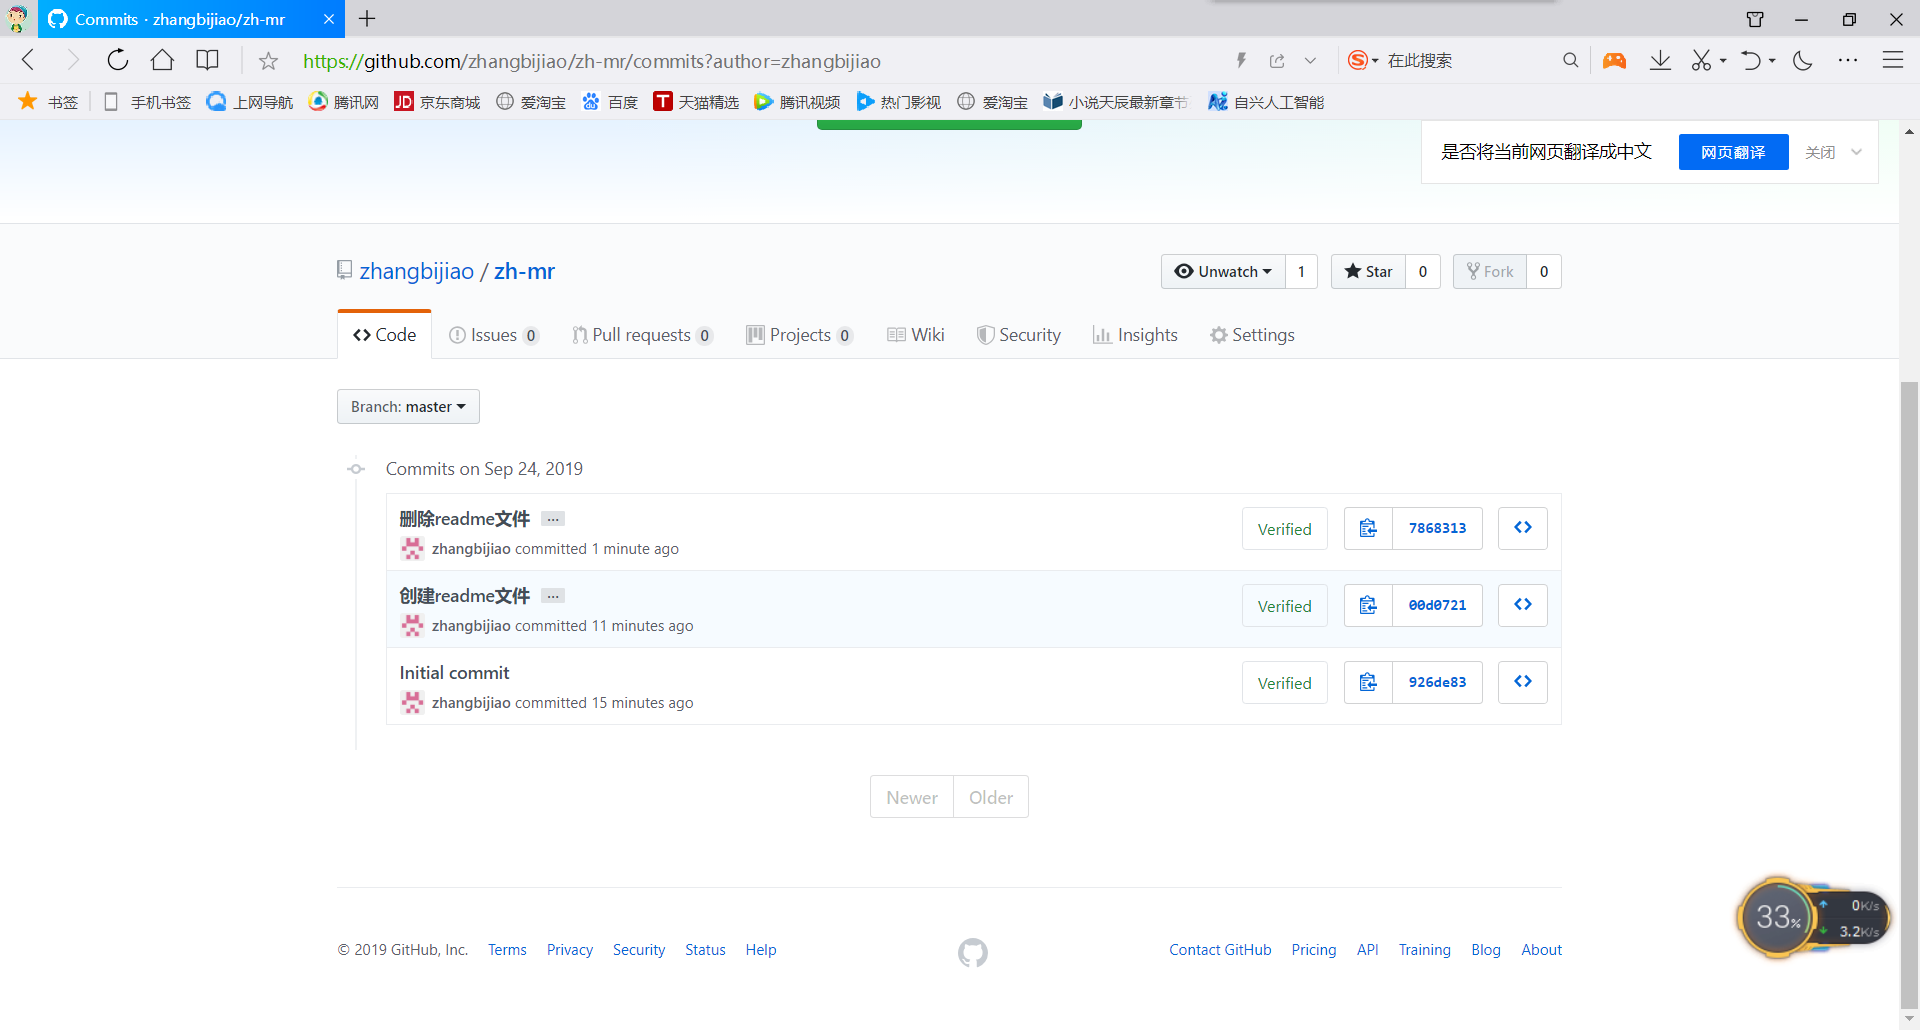 Commits · zhangbijiao/zh-mr
https://github.com/zhangbijiao/zh-mr/commits?author=zhangbijiao
在此搜索
书签 手机书签 上网导航 腾讯网 JD 京东商城 爱淘宝 百度 T 天猫精选 腾讯视频 热门影视 爱淘宝 小说天辰最新章节 自兴人工智能
是否将当前网页翻译成中文 网页翻译 关闭
zhangbijiao / zh-mr
Unwatch 1 Star 0 Fork 0
Code Issues 0 Pull requests 0 Projects 0 Wiki Security Insights Settings
Branch: master
Commits on Sep 24, 2019
删除readme文件 …
Verified 7868313
zhangbijiao committed 1 minute ago
创建readme文件 …
Verified 00d0721
zhangbijiao committed 11 minutes ago
Initial commit
Verified 926de83
zhangbijiao committed 15 minutes ago
Newer Older
33% 0K/s
3.2K/s
© 2019 GitHub, Inc. Terms Privacy Security Status Help Contact GitHub Pricing API Training Blog About